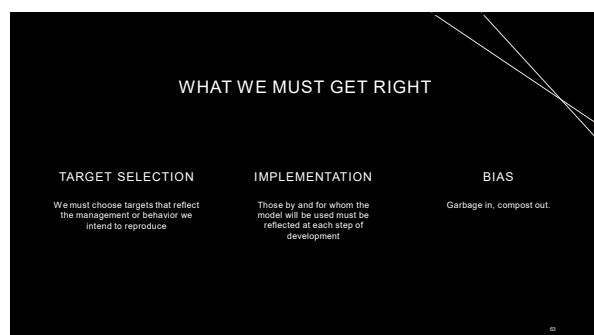 WHAT WE MUST GET RIGHT
TARGET SELECTION
We must choose targets that reflect
the management or behavior we
intend to reproduce
IMPLEMENTATION
Those by and for whom the
model will be used must be
reflected at each step of
development
BIAS
Garbage in, compost out.
63